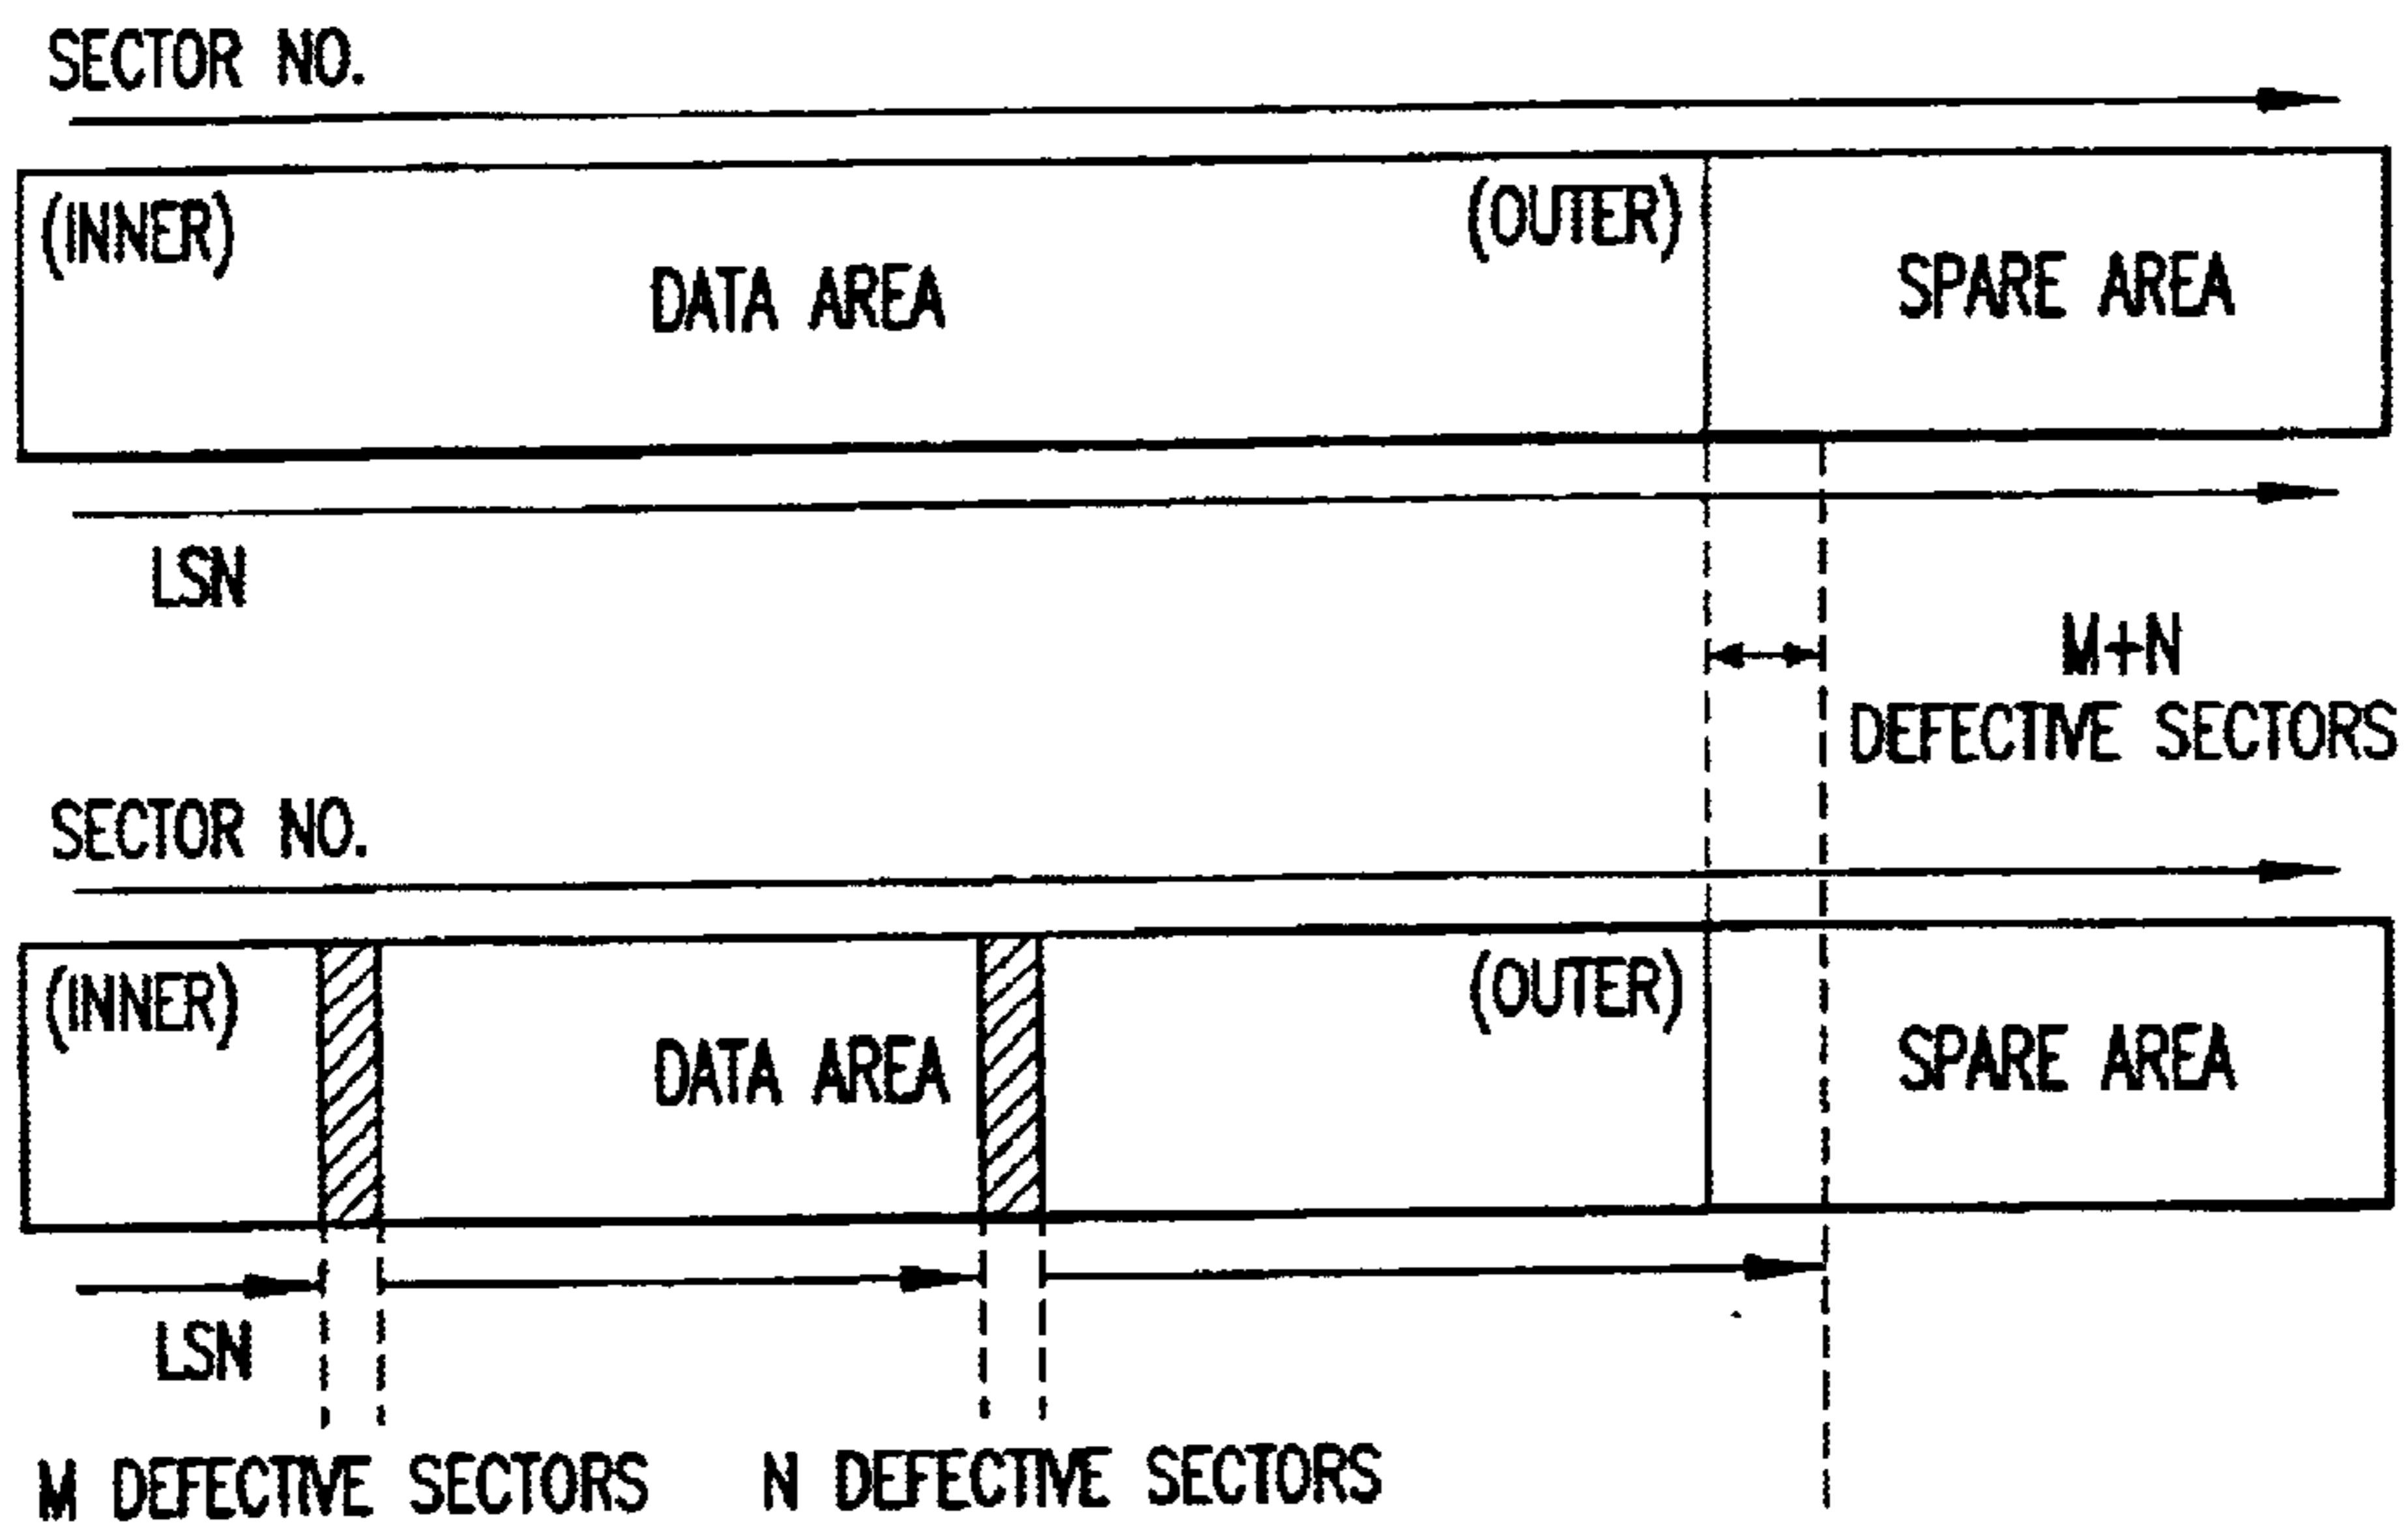 SECTOR NO.
(INNER)
(OUTER)
DATA AREA
SPARE AREA
LSN
M+N
DEFECTIVE SECTORS
SECTOR NO.
(INNER)
(OUTER)
DATA AREA
SPARE AREA
LSN
M DEFECTIVE SECTORS
N DEFECTIVE SECTORS